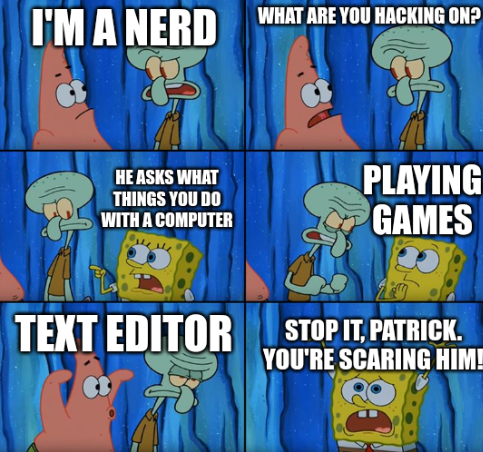 I'M A NERD
WHAT ARE YOU HACKING ON?
HE ASKS WHAT
THINGS YOU DO
WITH A COMPUTER
PLAYING
GAMES
TEXT EDITOR
STOP IT, PATRICK.
YOU'RE SCARING HIM!